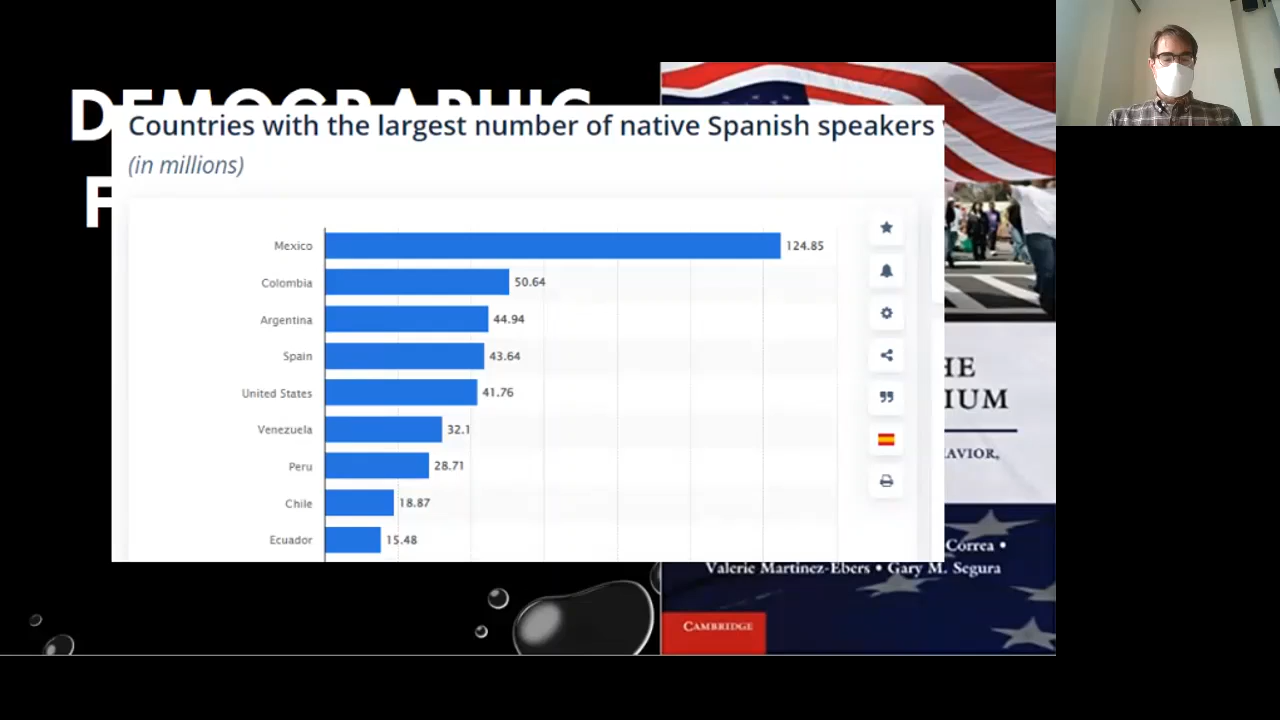 DEMOGRAPHIC
Countries with the largest number of native Spanish speakers
(in millions)
Mexico 124.85
Colombia 50.64
Argentina 44.94
Spain 43.64
United States 41.76
Venezuela 32.1
Peru 28.71
Chile 18.87
Ecuador 15.48
IUM
Correa •
Valerie Martinez-Ebers • Gary M. Segura
CAMBRIDGE